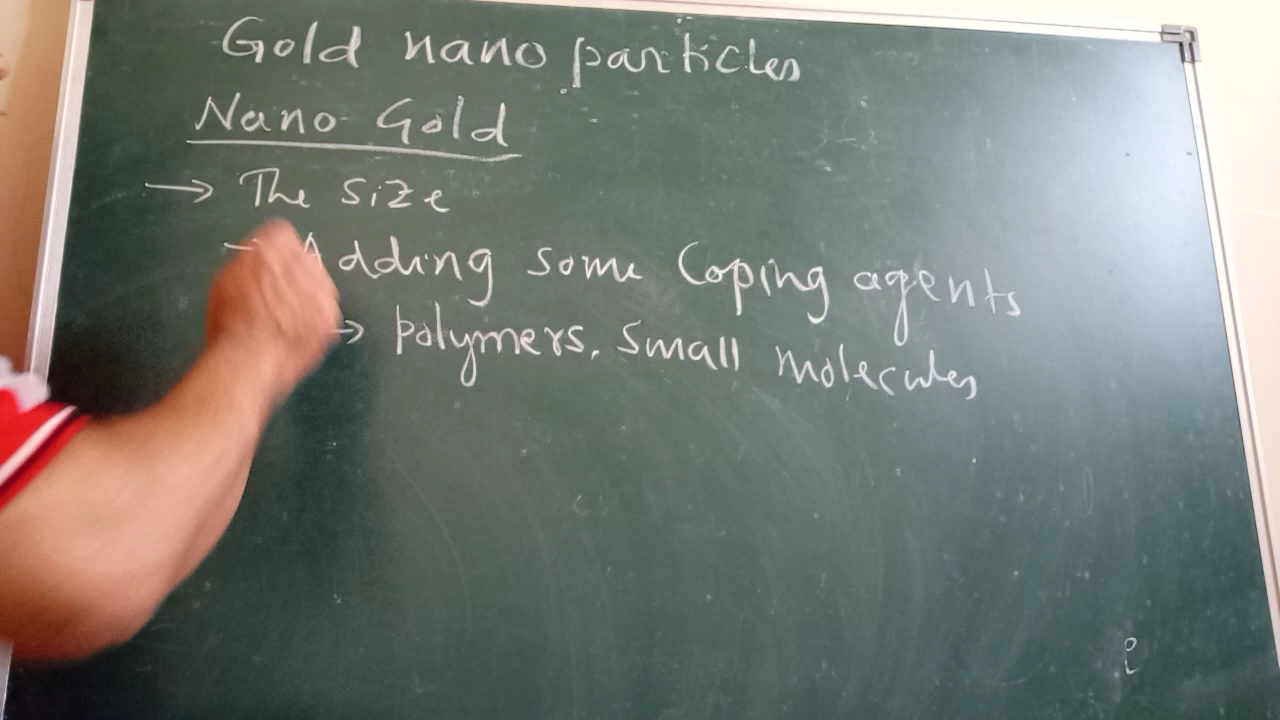 Gold nano particles
Nano Gold
→ The size
→ Adding some Coping agents
→ polymers, small molecules